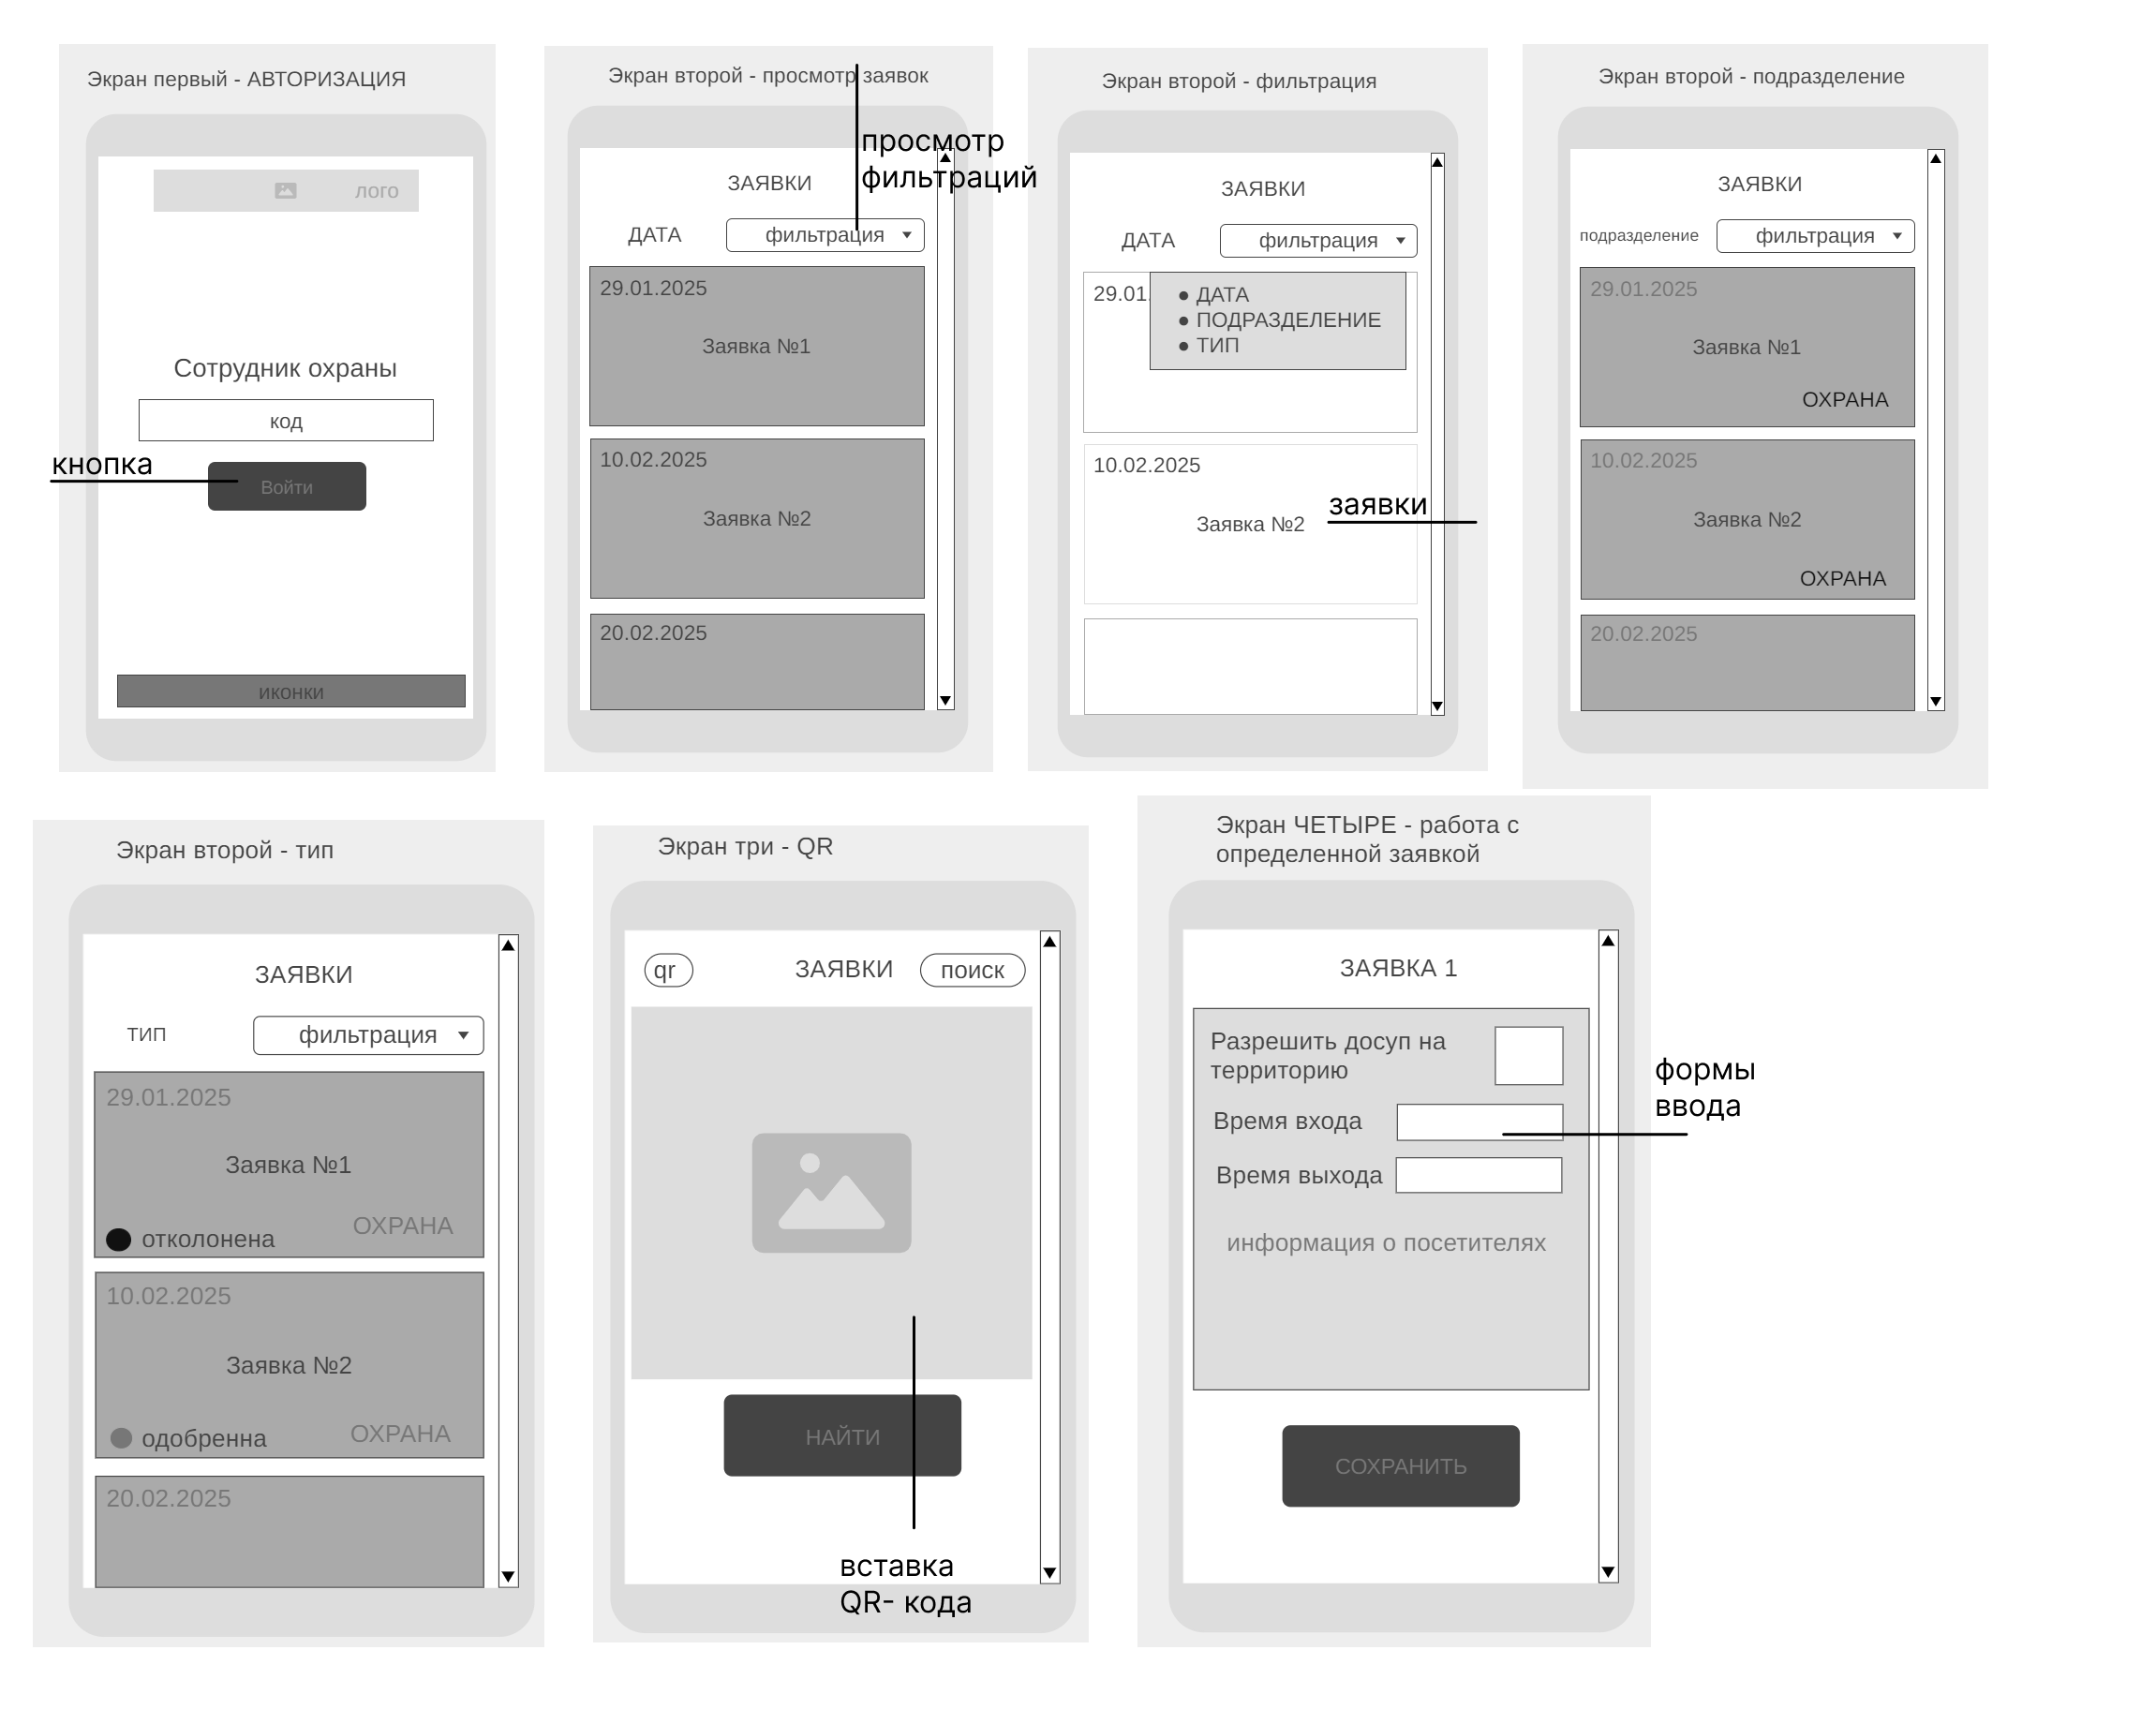 Экран первый - АВТОРИЗАЦИЯ
лого
Сотрудник охраны
код
кнопка
Войти
иконки
Экран второй - просмотр заявок
просмотр
фильтраций
ЗАЯВКИ
ДАТА
фильтрация
29.01.2025
Заявка №1
10.02.2025
Заявка №2
20.02.2025
Экран второй - фильтрация
ЗАЯВКИ
ДАТА
фильтрация
29.01.
● ДАТА
● ПОДРАЗДЕЛЕНИЕ
● ТИП
10.02.2025
заявки
Заявка №2
Экран второй - подразделение
ЗАЯВКИ
подразделение
фильтрация
29.01.2025
Заявка №1
ОХРАНА
10.02.2025
Заявка №2
ОХРАНА
20.02.2025
Экран второй - тип
ЗАЯВКИ
ТИП
фильтрация
29.01.2025
Заявка №1
ОХРАНА
отколонена
10.02.2025
Заявка №2
ОХРАНА
одобренна
20.02.2025
Экран три - QR
qr
ЗАЯВКИ
поиск
НАЙТИ
вставка
QR- кода
Экран ЧЕТЫРЕ - работа с
определенной заявкой
ЗАЯВКА 1
Разрешить досуп на
территорию
формы
ввода
Время входа
Время выхода
информация о посетителях
СОХРАНИТЬ